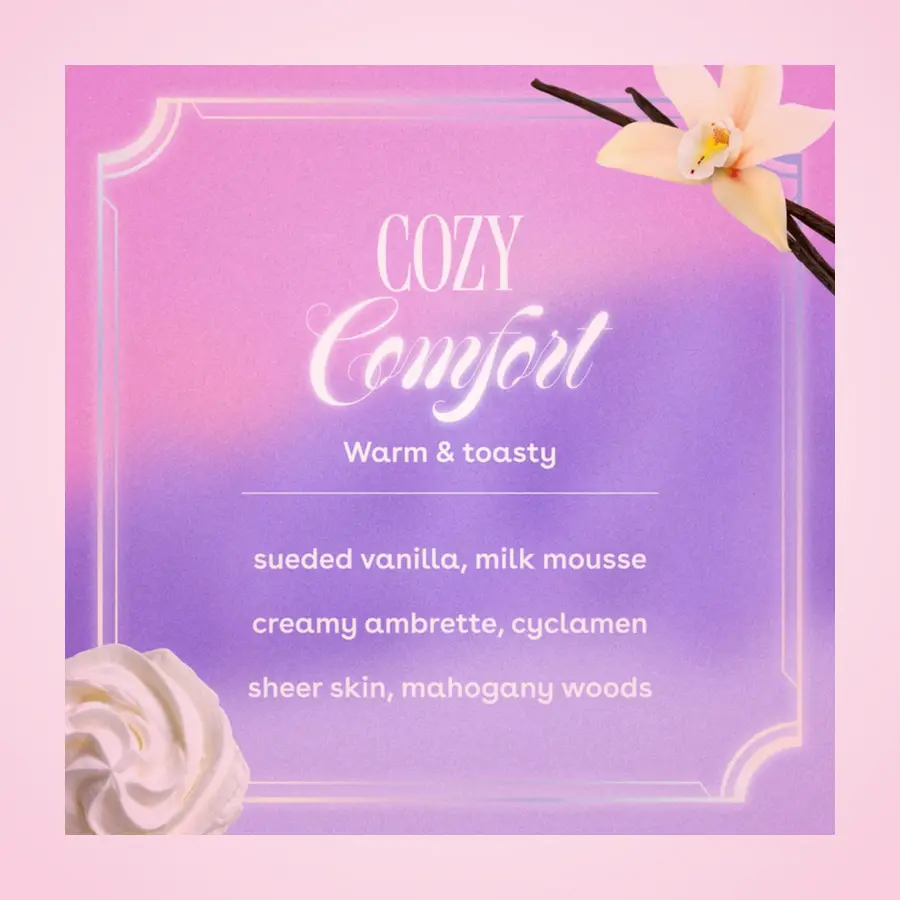 COZY
Comfort
Warm & toasty
sueded vanilla, milk mousse
creamy ambrette, cyclamen
sheer skin, mahogany woods